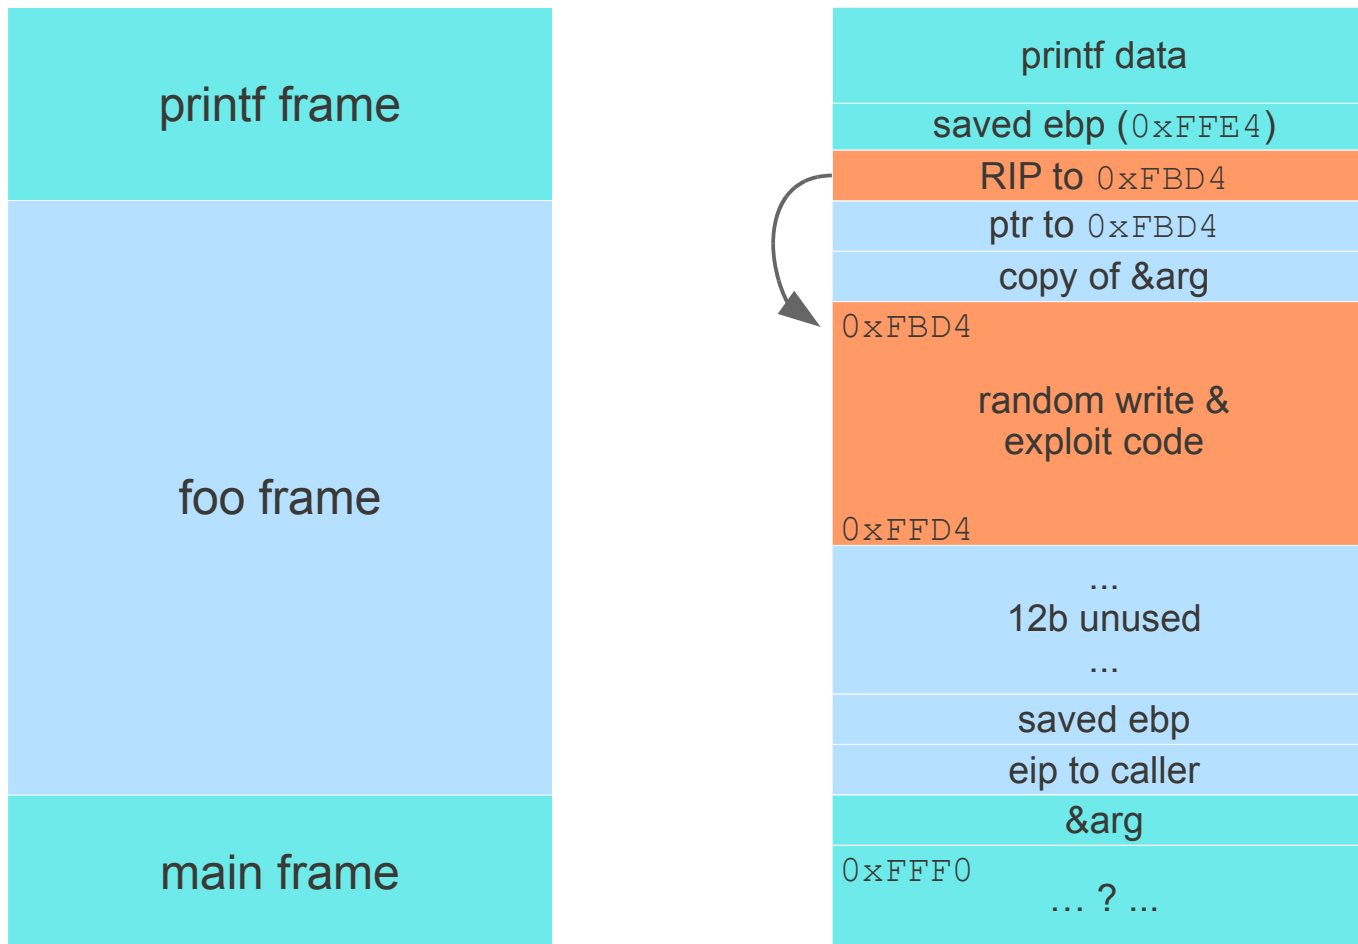 printf frame
foo frame
main frame
printf data
saved ebp (0xFFE4)
RIP to 0xFBD4
ptr to 0xFBD4
copy of &arg
0xFBD4
random write &
exploit code
0xFFD4
...
12b unused
...
saved ebp
eip to caller
&arg
0xFFF0
… ? ...